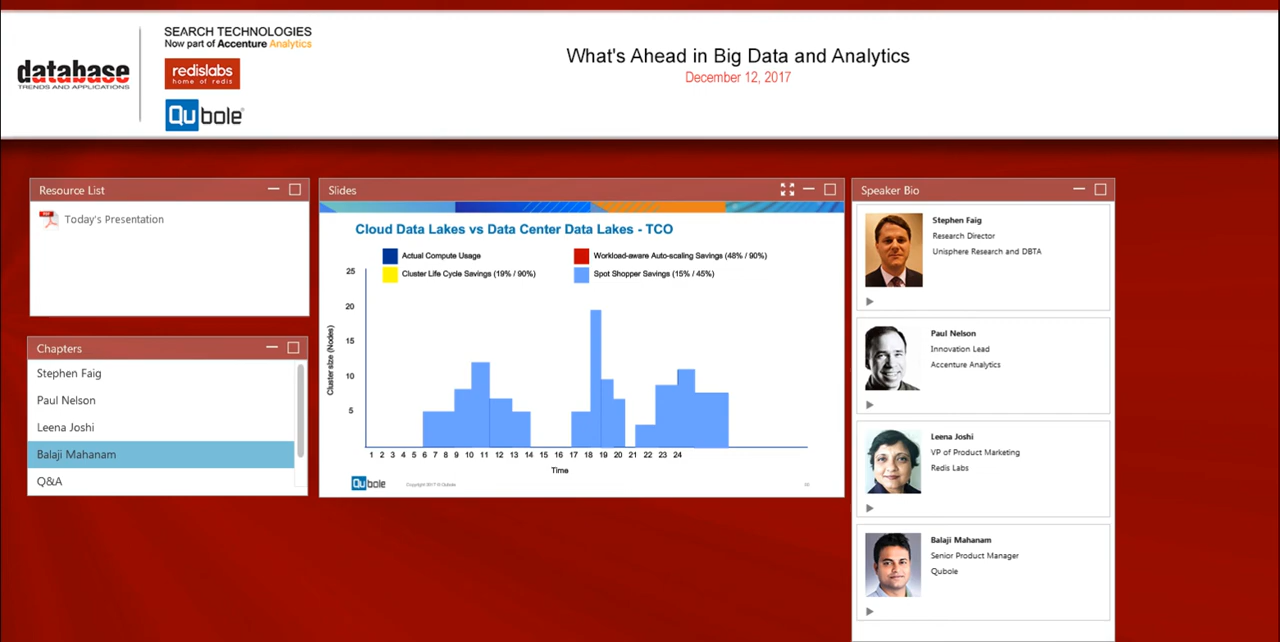 database
TRENDS AND APPLICATIONS
SEARCH TECHNOLOGIES
Now part of Accenture Analytics
redislabs
home of redis
Qubole
What's Ahead in Big Data and Analytics
December 12, 2017
Resource List
Today's Presentation
Chapters
Stephen Faig
Paul Nelson
Leena Joshi
Balaji Mahanam
Q&A
Slides
Cloud Data Lakes vs Data Center Data Lakes - TCO
Actual Compute Usage
Workload-aware Auto-scaling Savings (48% / 90%)
Cluster Life Cycle Savings (19% / 90%)
Spot Shopper Savings (15% / 45%)
Cluster size (Nodes)
25
20
15
10
5
1 2 3 4 5 6 7 8 9 10 11 12 13 14 15 16 17 18 19 20 21 22 23 24
Time
Qubole
Copyright 2017 © Qubole
Speaker Bio
Stephen Faig
Research Director
Unisphere Research and DBTA
Paul Nelson
Innovation Lead
Accenture Analytics
Leena Joshi
VP of Product Marketing
Redis Labs
Balaji Mahanam
Senior Product Manager
Qubole